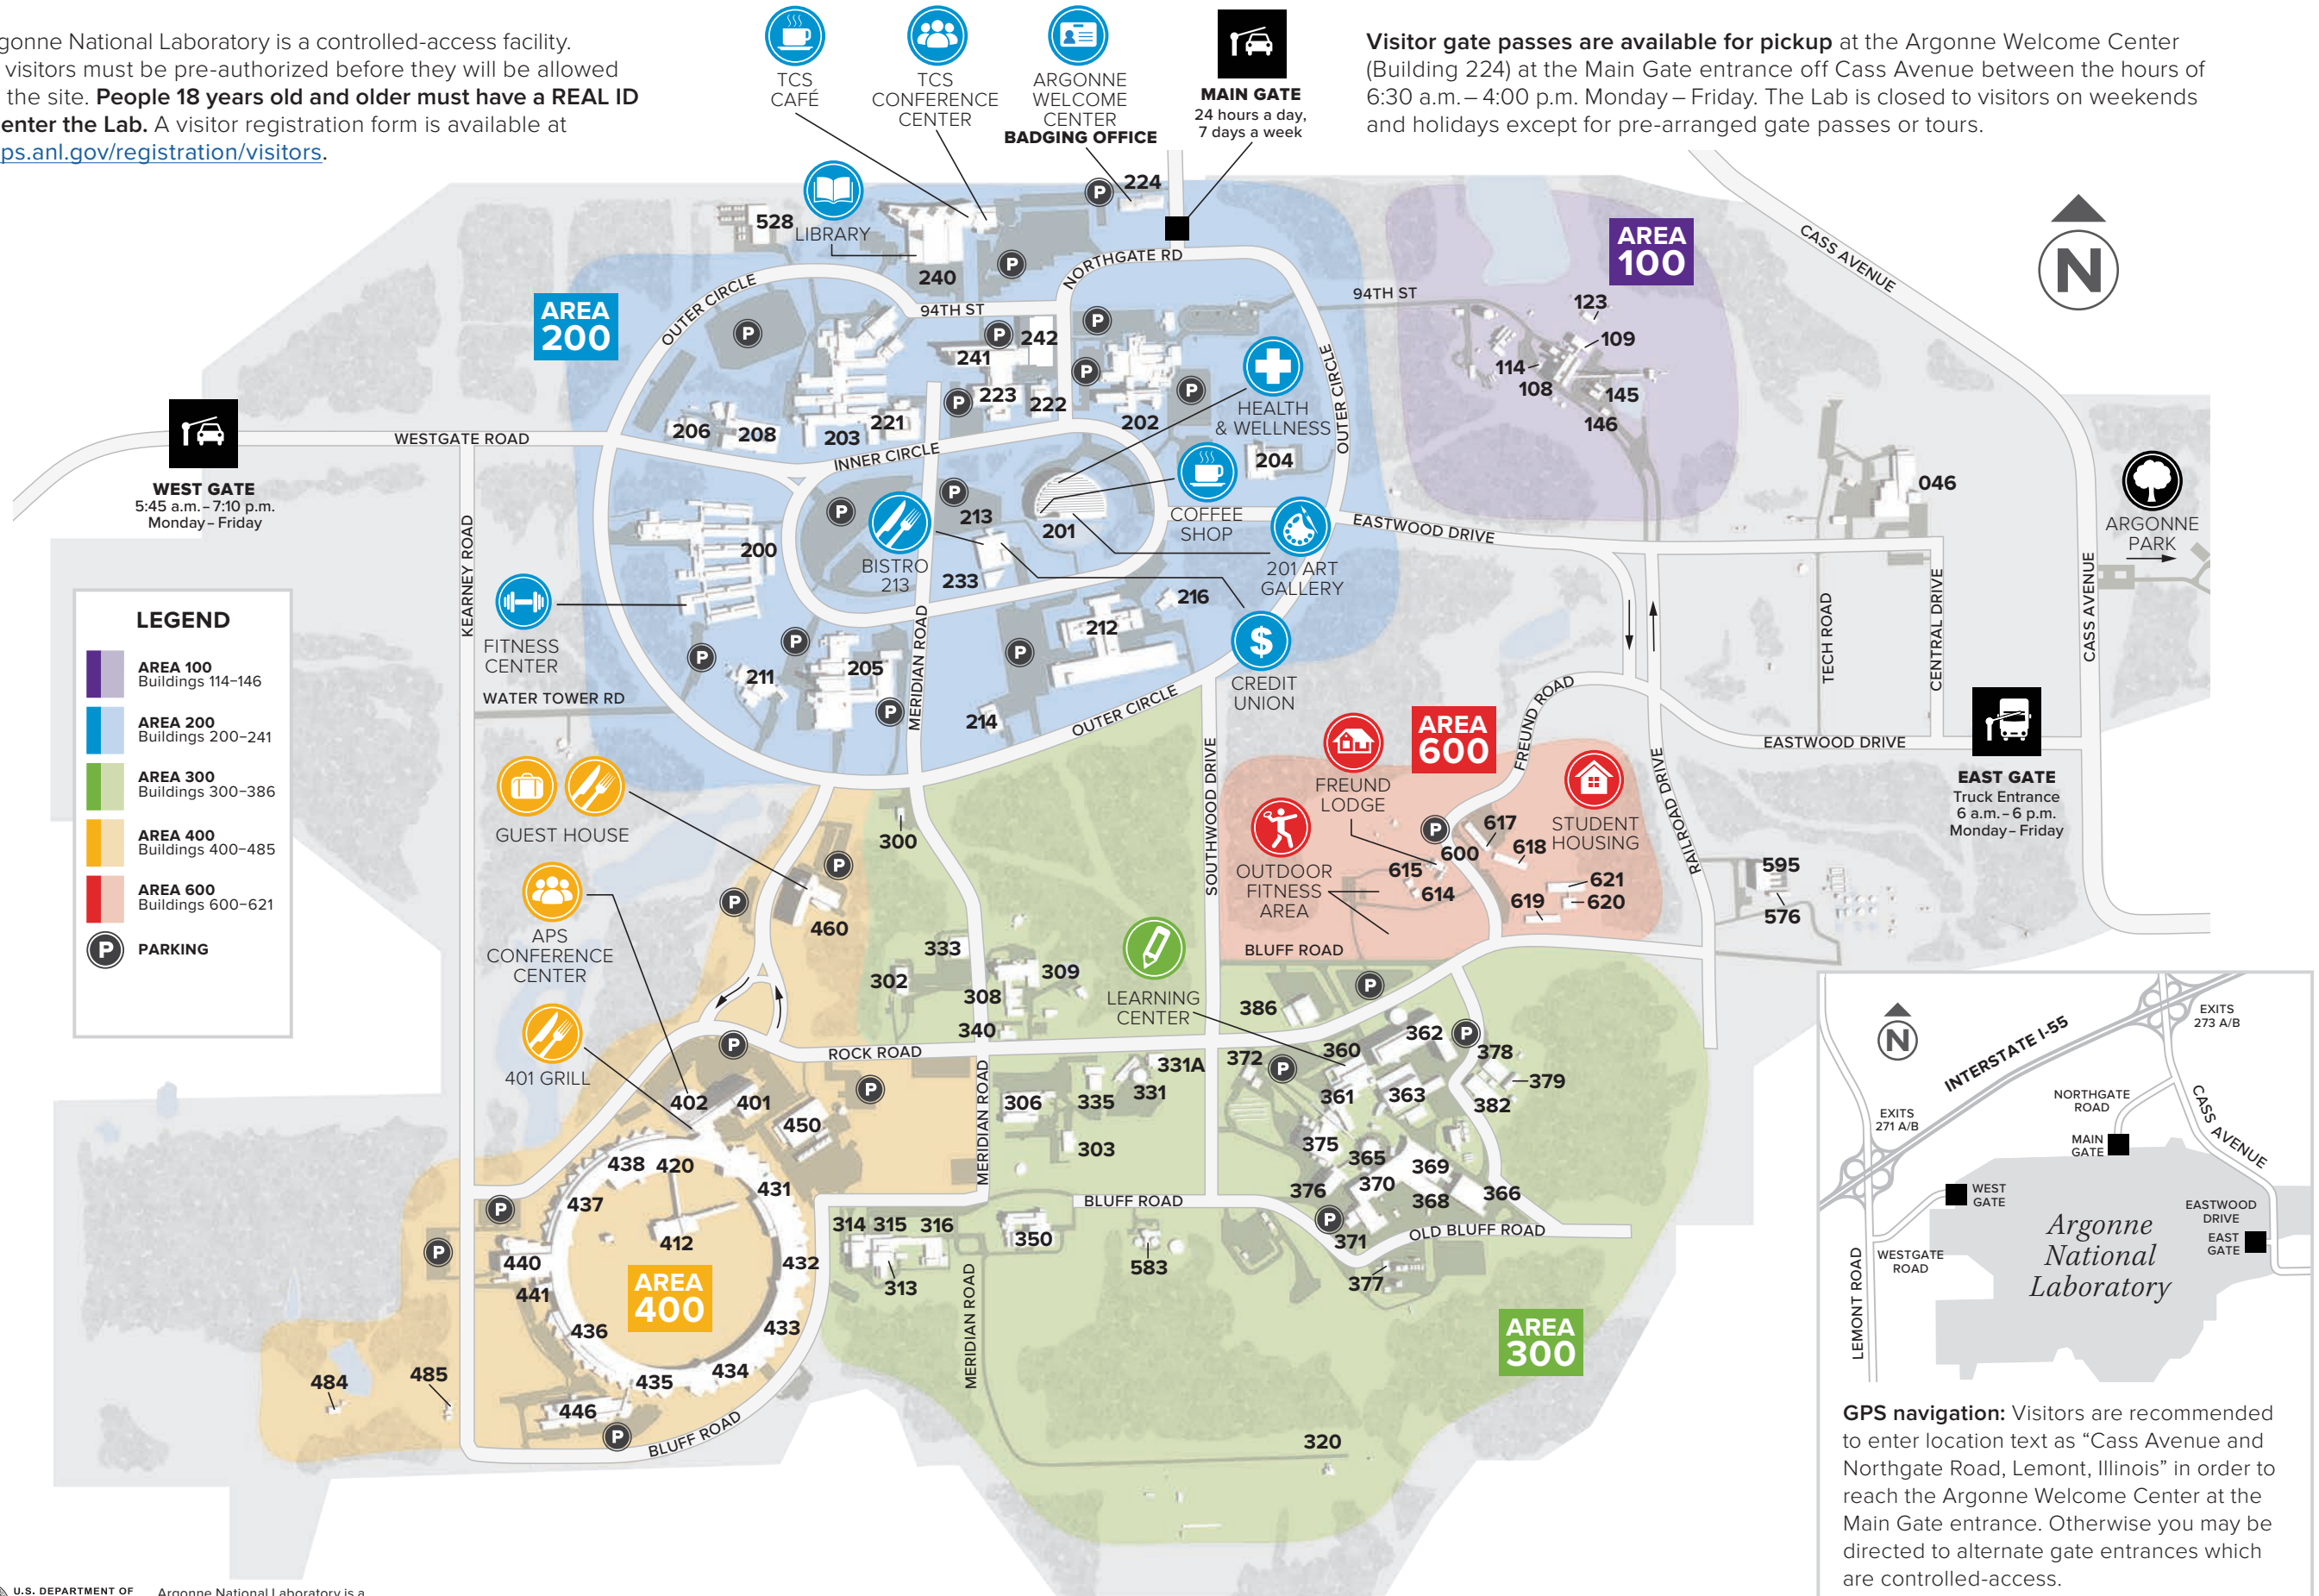 gonne National Laboratory is a controlled-access facility.
visitors must be pre-authorized before they will be allowed
the site. People 18 years old and older must have a REAL ID
enter the Lab. A visitor registration form is available at
ps.anl.gov/registration/visitors.
TCS
CAFÉ
TCS
CONFERENCE
CENTER
ARGONNE
WELCOME
CENTER
BADGING OFFICE
MAIN GATE
24 hours a day,
7 days a week
Visitor gate passes are available for pickup at the Argonne Welcome Center
(Building 224) at the Main Gate entrance off Cass Avenue between the hours of
6:30 a.m. – 4:00 p.m. Monday – Friday. The Lab is closed to visitors on weekends
and holidays except for pre-arranged gate passes or tours.
P
224
528
LIBRARY
240
P
NORTHGATE RD
AREA
100
CASS AVENUE
N
AREA
200
OUTER CIRCLE
P
94TH ST
94TH ST
P
242
241
P
P
P
223
222
P
202
206
208
203
221
INNER CIRCLE
HEALTH
& WELLNESS
OUTER CIRCLE
204
123
109
114
108
145
146
046
ARGONNE
PARK
WESTGATE ROAD
WEST GATE
5:45 a.m. – 7:10 p.m.
Monday – Friday
KEARNEY ROAD
200
P
P
213
BISTRO
213
233
201
COFFEE
SHOP
201 ART
GALLERY
EASTWOOD DRIVE
216
212
FITNESS
CENTER
P
P
211
205
P
P
214
MERIDIAN ROAD
WATER TOWER RD
OUTER CIRCLE
$
CREDIT
UNION
TECH ROAD
CENTRAL DRIVE
CASS AVENUE
LEGEND
AREA 100
Buildings 114–146
AREA 200
Buildings 200–241
AREA 300
Buildings 300–386
AREA 400
Buildings 400–485
AREA 600
Buildings 600–621
P PARKING
EASTWOOD DRIVE
EAST GATE
Truck Entrance
6 a.m. – 6 p.m.
Monday – Friday
AREA
600
FREUND ROAD
FREUND
LODGE
STUDENT
HOUSING
OUTDOOR
FITNESS
AREA
P
600
617
618
615
614
621
620
619
SOUTHWOOD DRIVE
RAILROAD DRIVE
595
576
BLUFF ROAD
GUEST HOUSE
300
P
P
460
APS
CONFERENCE
CENTER
333
302
308
309
340
LEARNING
CENTER
386
P
401 GRILL
P
ROCK ROAD
P
402
401
450
MERIDIAN ROAD
306
335
331
331A
303
372
P
360
362
P
378
379
382
361
363
375
365
369
370
376
368
366
P
371
377
OLD BLUFF ROAD
BLUFF ROAD
438
420
437
431
P
P
412
440
441
432
AREA
400
436
433
435
434
446
P
484
485
BLUFF ROAD
314
315
316
313
350
583
MERIDIAN ROAD
320
AREA
300
N
INTERSTATE I-55
EXITS
273 A/B
EXITS
271 A/B
NORTHGATE
ROAD
MAIN
GATE
CASS AVENUE
WEST
GATE
WESTGATE
ROAD
LEMONT ROAD
EASTWOOD
DRIVE
EAST
GATE
Argonne
National
Laboratory
GPS navigation: Visitors are recommended
to enter location text as “Cass Avenue and
Northgate Road, Lemont, Illinois” in order to
reach the Argonne Welcome Center at the
Main Gate entrance. Otherwise you may be
directed to alternate gate entrances which
are controlled-access.
U.S. DEPARTMENT OF
Argonne National Laboratory is a